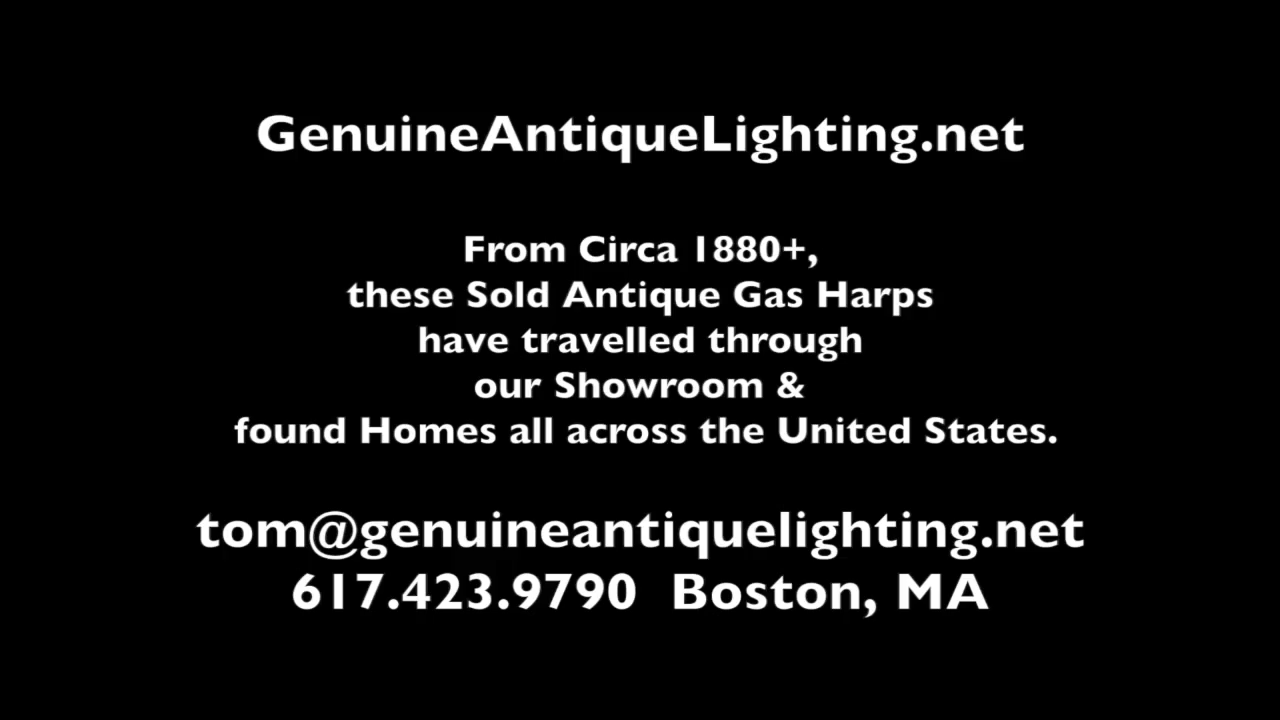 GenuineAntiqueLighting.net
From Circa 1880+,
these Sold Antique Gas Harps
have travelled through
our Showroom &
found Homes all across the United States.
tom@genuineantiquelighting.net
617.423.9790 Boston, MA